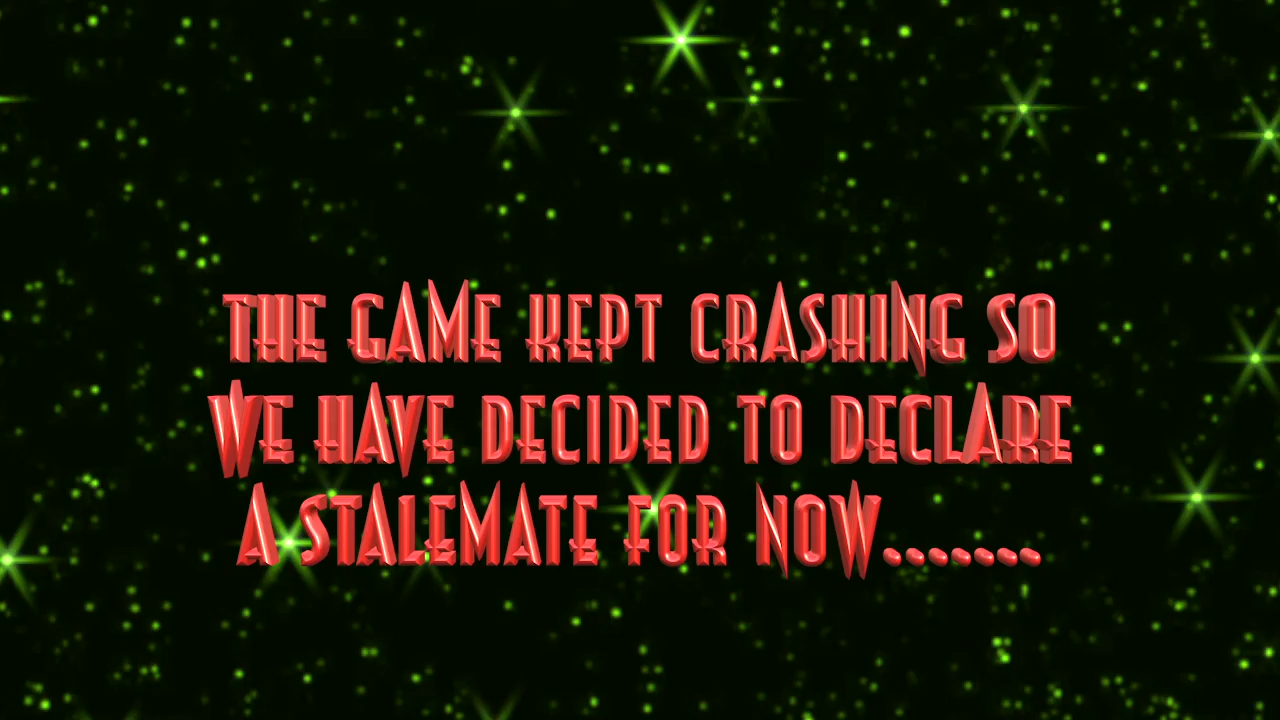 THE GAME KEPT CRASHING SO
WE HAVE DECIDED TO DECLARE
A STALEMATE FOR NOW.......